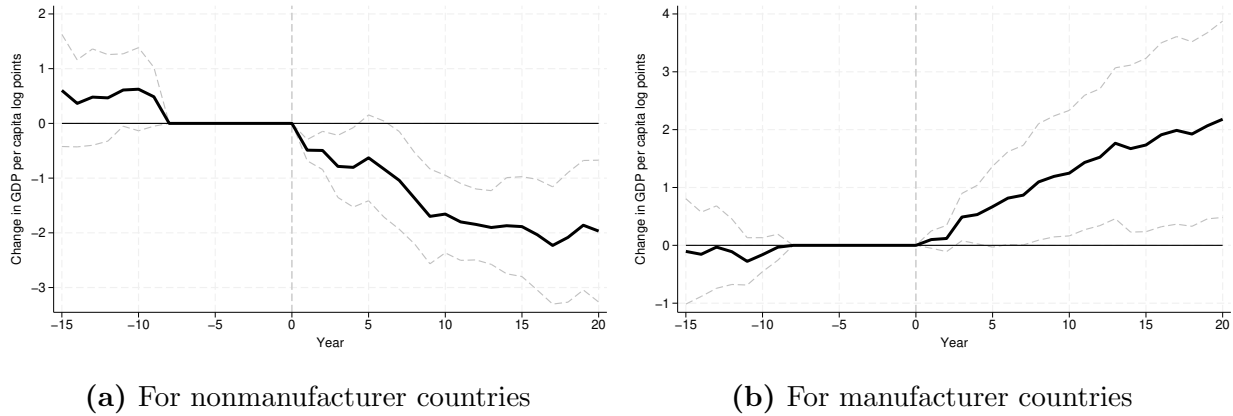 Change in GDP per capita log points
2
1
0
−1
−2
−3
−15 −10 −5 0 5 10 15 20
Year
(a) For nonmanufacturer countries
Change in GDP per capita log points
4
3
2
1
0
−1
−15 −10 −5 0 5 10 15 20
Year
(b) For manufacturer countries